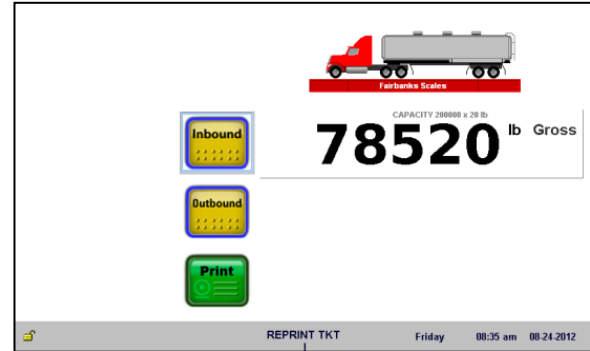 Fairbanks Scales
CAPACITY 200000 x 20 lb
78520 lb Gross
Inbound
Outbound
Print
REPRINT TKT Friday 08:35 am 08-24-2012